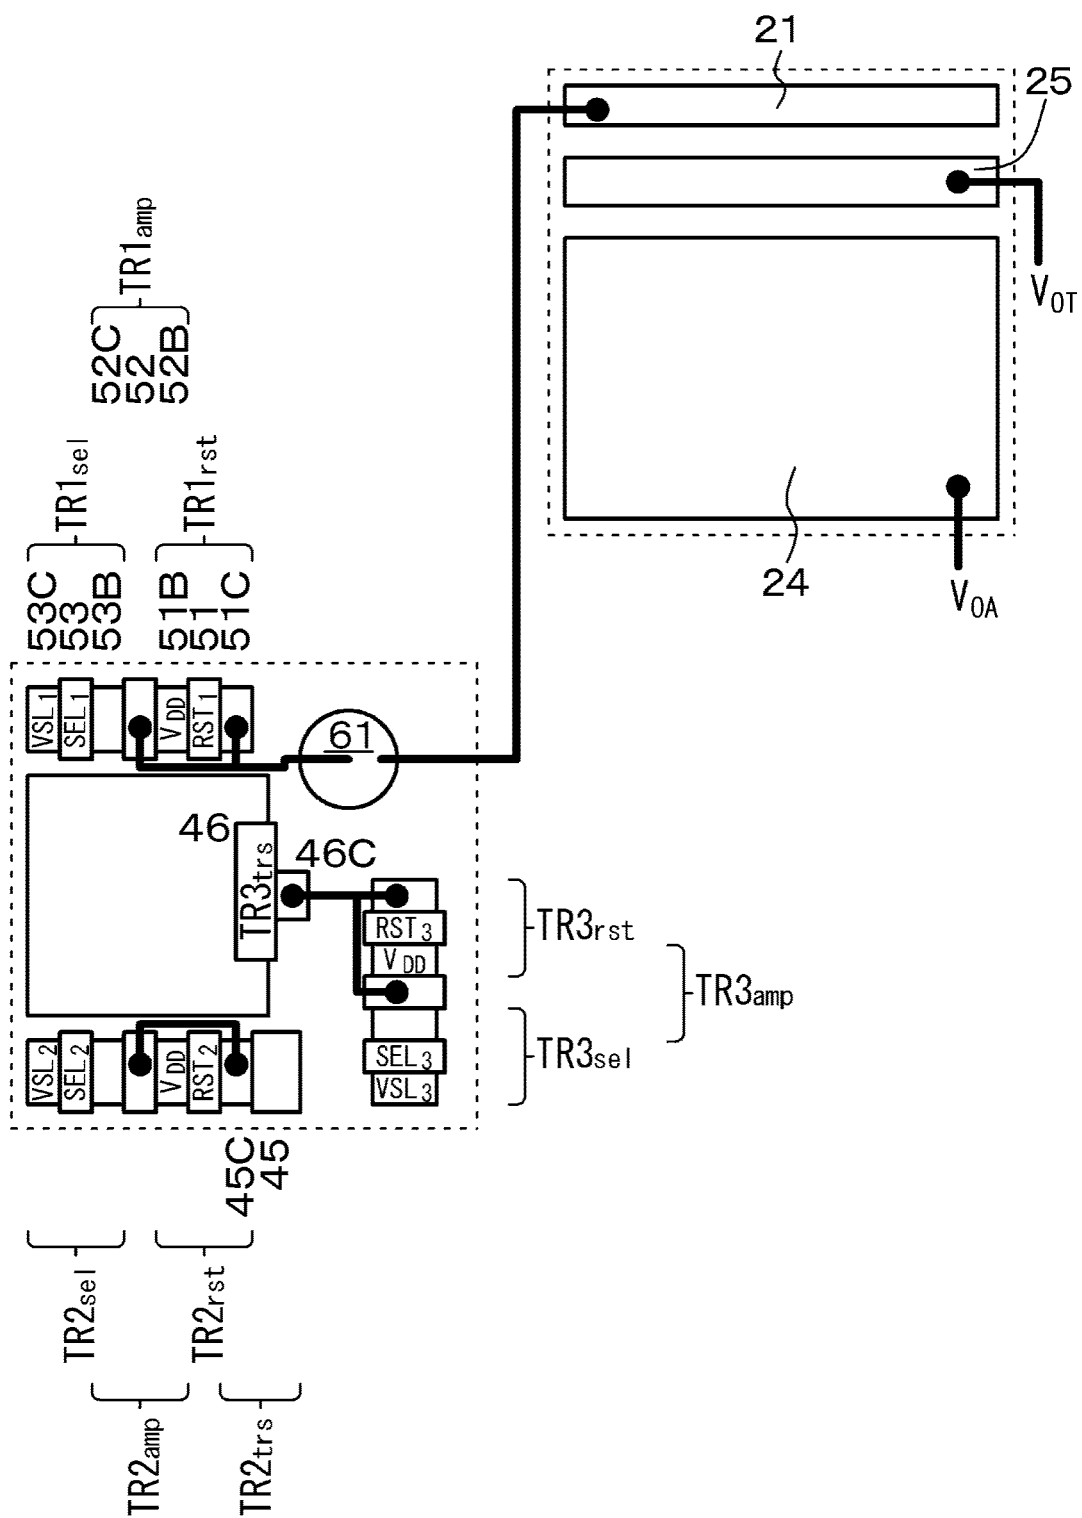 21
25
V0T
24
V0A
TR1amp
52C
52
52B
TR1sel
TR1rst
53C
53
53B
51B
51
51C
VSL1
SEL1
VDD
RST1
61
46
TR3trs
46C
RST3
VDD
SEL3
VSL3
TR3rst
TR3amp
TR3sel
VSL2
SEL2
VDD
RST2
45C
45
TR2sel
TR2rst
TR2amp
TR2trs